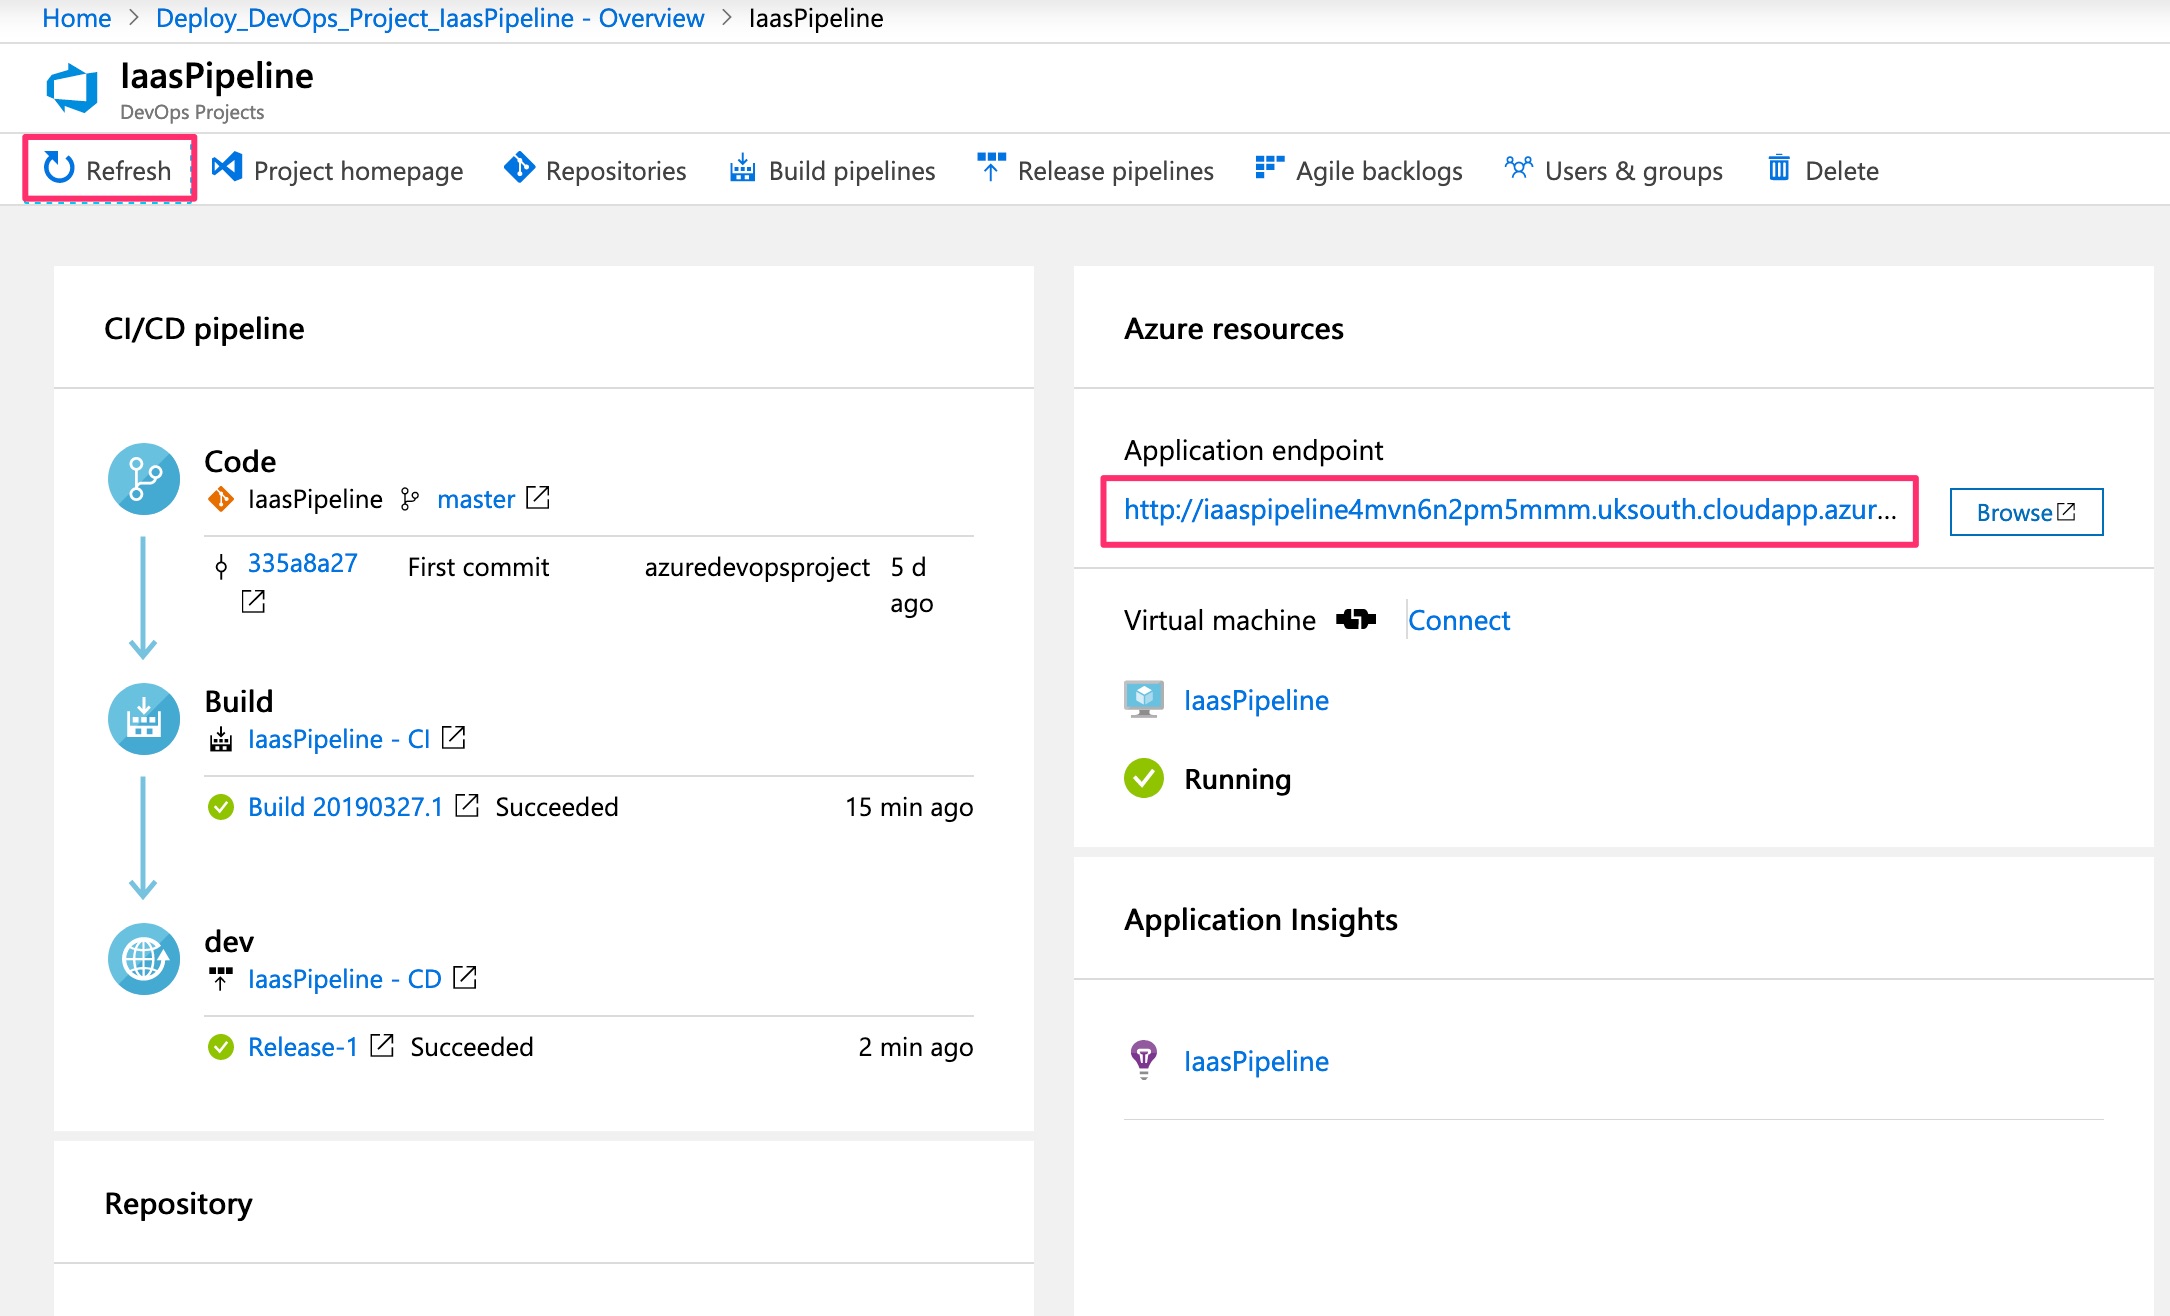 Home > Deploy_DevOps_Project_IaasPipeline - Overview > IaasPipeline
IaasPipeline
DevOps Projects
Refresh Project homepage Repositories Build pipelines Release pipelines Agile backlogs Users & groups Delete
CI/CD pipeline
Code
IaasPipeline master
335a8a27 First commit azuredevopsproject 5 d
ago
Build
IaasPipeline - CI
Build 20190327.1 Succeeded 15 min ago
dev
IaasPipeline - CD
Release-1 Succeeded 2 min ago
Repository
Azure resources
Application endpoint
http://iaaspipeline4mvn6n2pm5mmm.uksouth.cloudapp.azur... Browse
Virtual machine Connect
IaasPipeline
Running
Application Insights
IaasPipeline